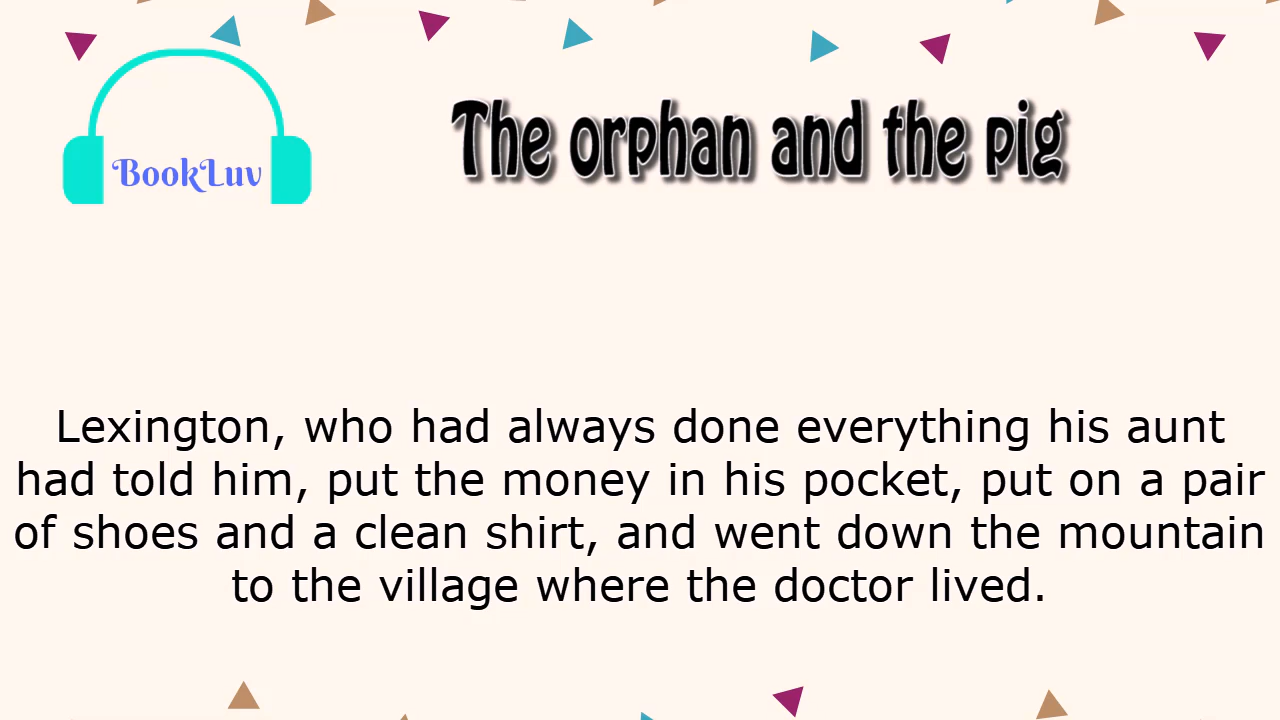 The orphan and the pig
BookLuv
Lexington, who had always done everything his aunt
had told him, put the money in his pocket, put on a pair
of shoes and a clean shirt, and went down the mountain
to the village where the doctor lived.